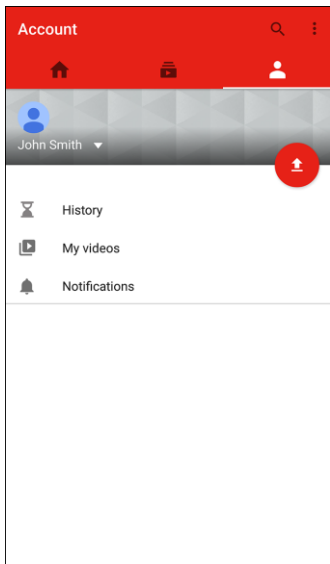 Account
John Smith
History
My videos
Notifications